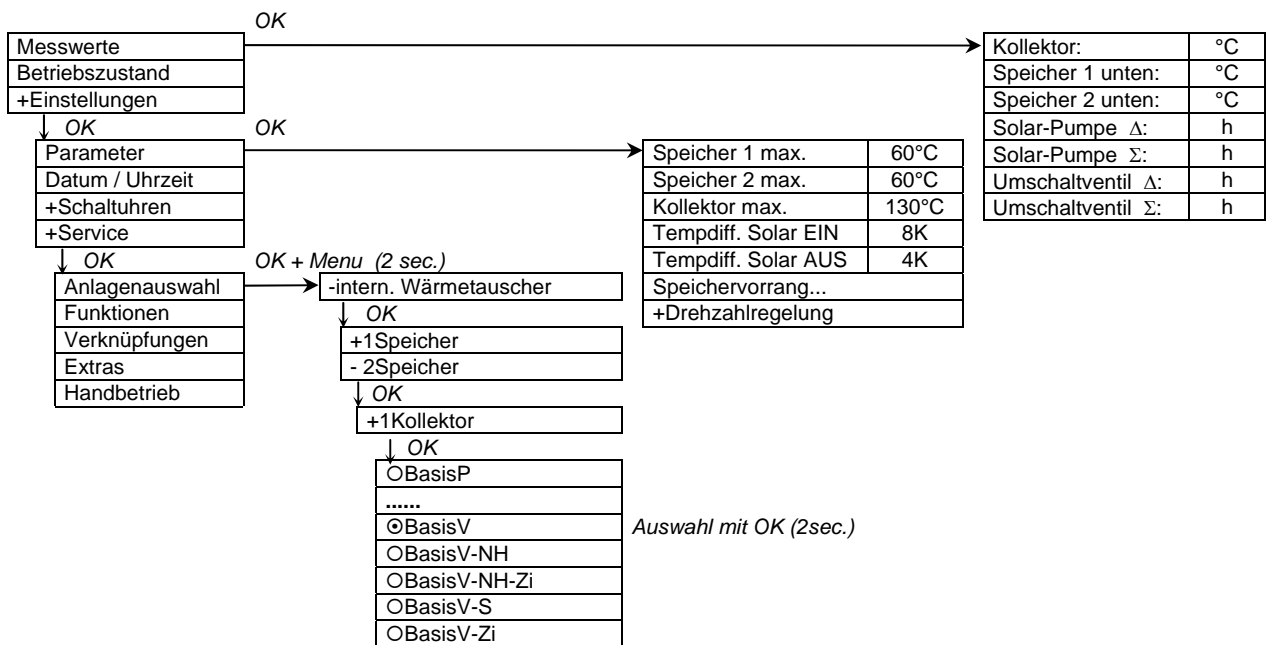 OK
Messwerte
Betriebszustand
+Einstellungen
Kollektor: °C
Speicher 1 unten: °C
Speicher 2 unten: °C
Solar-Pumpe Δ: h
Solar-Pumpe Σ: h
Umschaltventil Δ: h
Umschaltventil Σ: h
OK OK
Parameter
Datum / Uhrzeit
+Schaltuhren
+Service
Speicher 1 max. 60°C
Speicher 2 max. 60°C
Kollektor max. 130°C
Tempdiff. Solar EIN 8K
Tempdiff. Solar AUS 4K
Speichervorrang...
+Drehzahlregelung
OK OK + Menu (2 sec.)
Anlagenauswahl
Funktionen
Verknüpfungen
Extras
Handbetrieb
-intern. Wärmetauscher
OK
+1Speicher
- 2Speicher
OK
+1Kollektor
OK
○BasisP
......
⦿BasisV Auswahl mit OK (2sec.)
○BasisV-NH
○BasisV-NH-Zi
○BasisV-S
○BasisV-Zi